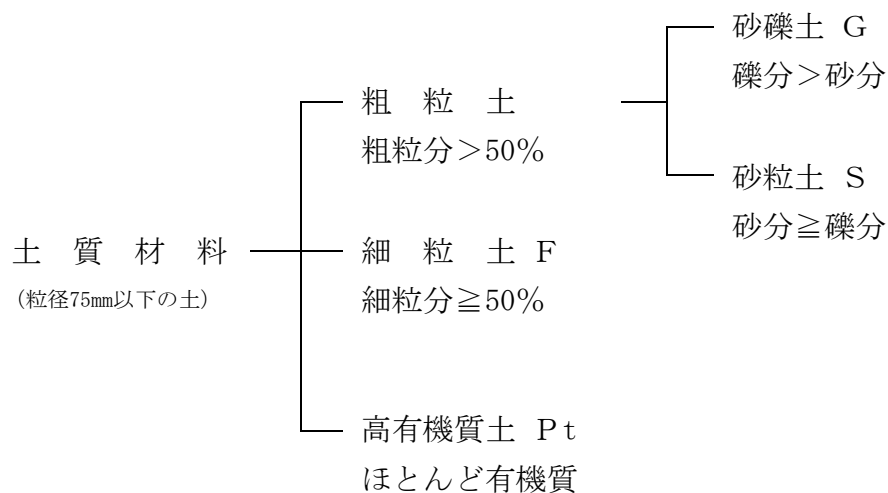 砂礫土 G
礫分＞砂分
粗 粒 土
粗粒分＞50％
砂粒土 S
砂分≧礫分
土 質 材 料
(粒径75㎜以下の土)
細 粒 土 F
細粒分≧50％
高有機質土 Pt
ほとんど有機質